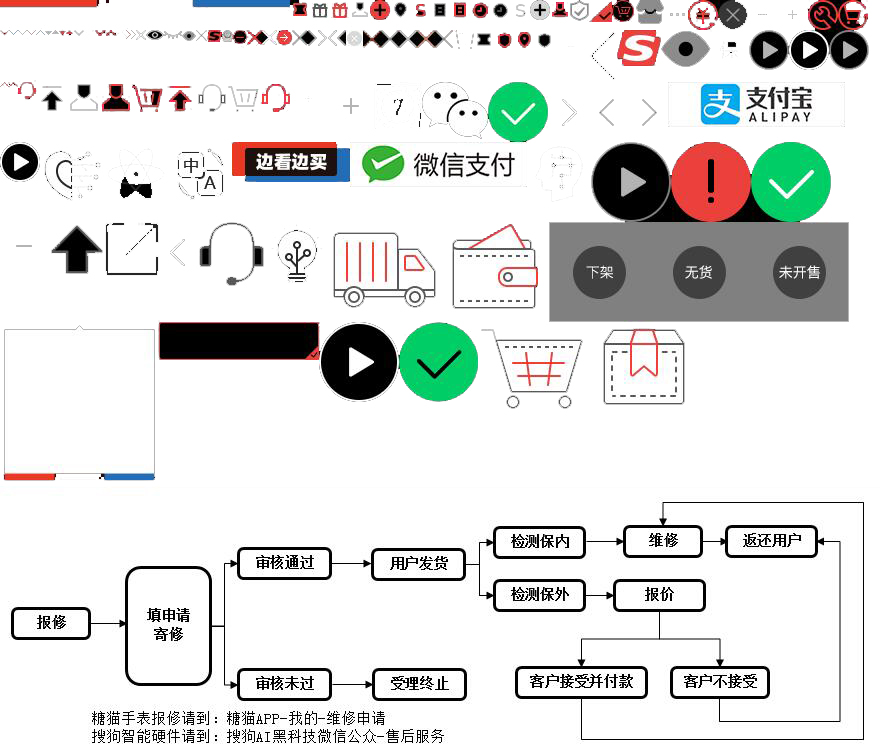 支付宝
ALIPAY
中
A
边看边买
微信支付
下架
无货
未开售
检测保内
维修
返还用户
审核通过
用户发货
检测保外
报价
报修
填申请
寄修
审核未过
受理终止
客户接受并付款
客户不接受
糖猫手表报修请到：糖猫APP-我的-维修申请
搜狗智能硬件请到：搜狗AI黑科技微信公众-售后服务